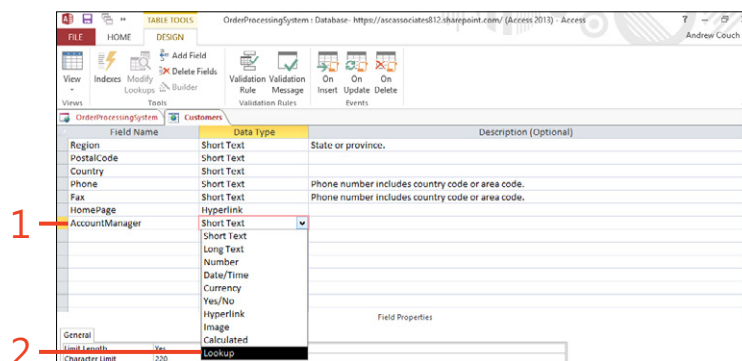 TABLE TOOLS OrderProcessingSystem : Database- https://ascassociates812.sharepoint.com/ (Access 2013) - Access ?
FILE HOME DESIGN Andrew Couch
View Indexes Modify Lookups Add Field Delete Fields Builder Validation Rule Validation Message On Insert On Update On Delete
Views Tools Validation Rules Events
OrderProcessingSystem Customers
Field Name Data Type Description (Optional)
Region Short Text State or province.
PostalCode Short Text
Country Short Text
Phone Short Text Phone number includes country code or area code.
Fax Short Text Phone number includes country code or area code.
HomePage Hyperlink
1 AccountManager Short Text
Short Text
Long Text
Number
Date/Time
Currency
Yes/No
Hyperlink
Image
Field Properties
Calculated
General
2 Lookup
Limit Length Yes
Character Limit 220